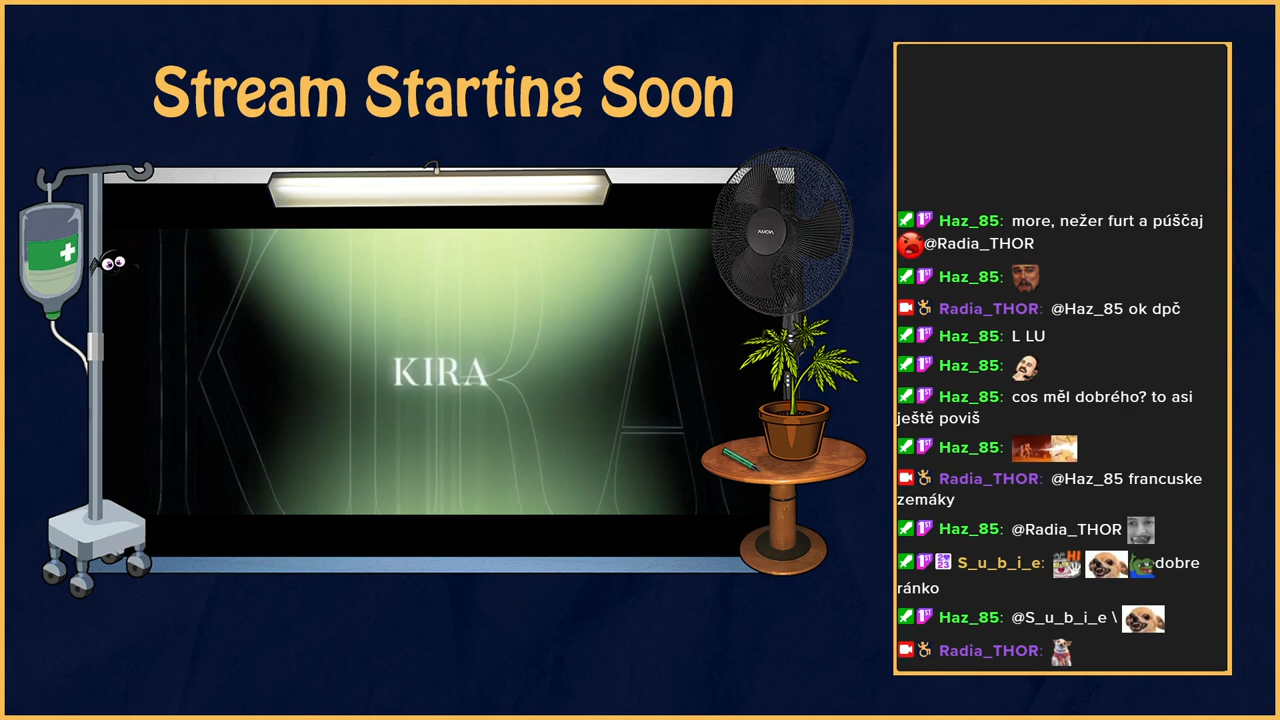 Stream Starting Soon
AMOVA
KIRA
Haz_85: more, nežer furt a púščaj
@Radia_THOR
Haz_85:
Radia_THOR: @Haz_85 ok dpč
Haz_85: L LU
Haz_85:
Haz_85: cos měl dobrého? to asi
ještě poviš
Haz_85:
Radia_THOR: @Haz_85 francuske
zemáky
Haz_85: @Radia_THOR
S_u_b_i_e: HI dobre
ránko
Haz_85: @S_u_b_i_e \
Radia_THOR: